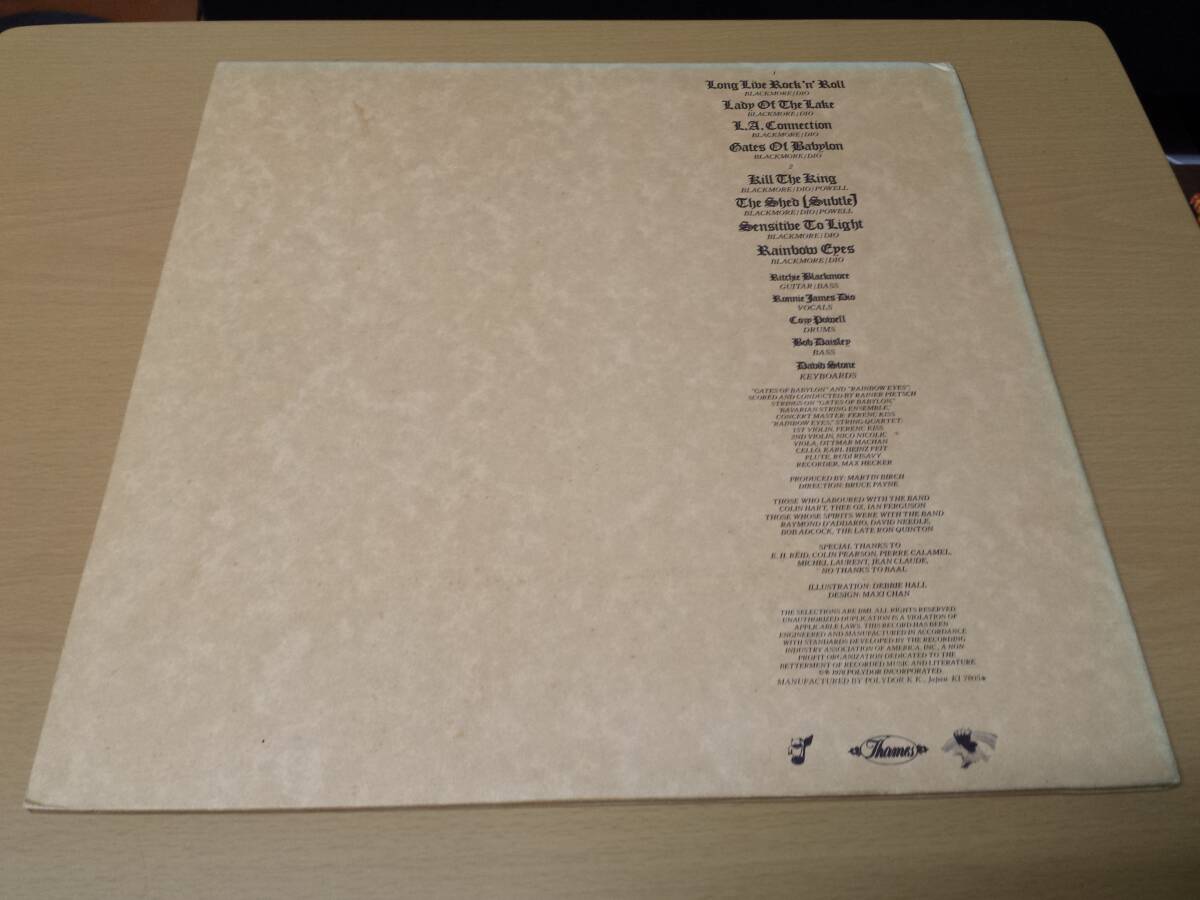 1
Long Live Rock'n' Roll
BLACKMORE/DIO
Lady Of The Lake
BLACKMORE/DIO
L.A. Connection
BLACKMORE/DIO
Gates Of Babylon
BLACKMORE/DIO
2
Kill The King
BLACKMORE/DIO/POWELL
The Shed [Subtle]
BLACKMORE/DIO/POWELL
Sensitive To Light
BLACKMORE/DIO
Rainbow Eyes
BLACKMORE/DIO
Ritchie Blackmore
GUITAR/BASS
Ronnie James Dio
VOCALS
Cozy Powell
DRUMS
Bob Daisley
BASS
David Stone
KEYBOARDS
"GATES OF BABYLON" AND "RAINBOW EYES";
SCORED AND CONDUCTED BY RAINER PIETSCH
STRINGS ON "GATES OF BABYLON,"
BAVARIAN STRING ENSEMBLE,
CONCERT MASTER: FERENC KISS
"RAINBOW EYES," STRING QUARTET:
1ST VIOLIN, FERENC KISS
2ND VIOLIN, NICO NICOLIC
VIOLA, OTTMAR MACHAN
CELLO, KARL HEINZ FEIT
FLUTE, RUDI RISAVY
RECORDER, MAX HECKER
PRODUCED BY: MARTIN BIRCH
DIRECTION: BRUCE PAYNE
THOSE WHO LABOURED WITH THE BAND
COLIN HART, THEE OX, IAN FERGUSON
THOSE WHOSE SPIRITS WERE WITH THE BAND
RAYMOND D'ADDARIO, DAVID NEEDLE,
BOB ADCOCK, THE LATE RON QUINTON
SPECIAL THANKS TO
E. H. REID, COLIN PEARSON, PIERRE CALAMEL,
MICHEL LAURENT, JEAN CLAUDE,
NO THANKS TO BAAL
ILLUSTRATION: DEBBIE HALL
DESIGN: MAXI CHAN
THE SELECTIONS ARE BMI. ALL RIGHTS RESERVED
UNAUTHORIZED DUPLICATION IS A VIOLATION OF
APPLICABLE LAWS. THIS RECORD HAS BEEN
ENGINEERED AND MANUFACTURED IN ACCORDANCE
WITH STANDARDS DEVELOPED BY THE RECORDING
INDUSTRY ASSOCIATION OF AMERICA, INC., A NON-
PROFIT ORGANIZATION DEDICATED TO THE
BETTERMENT OF RECORDED MUSIC AND LITERATURE
©℗ 1978 POLYDOR INCORPORATED.
MANUFACTURED BY POLYDOR K.K., Japan KI 7805★
Thames